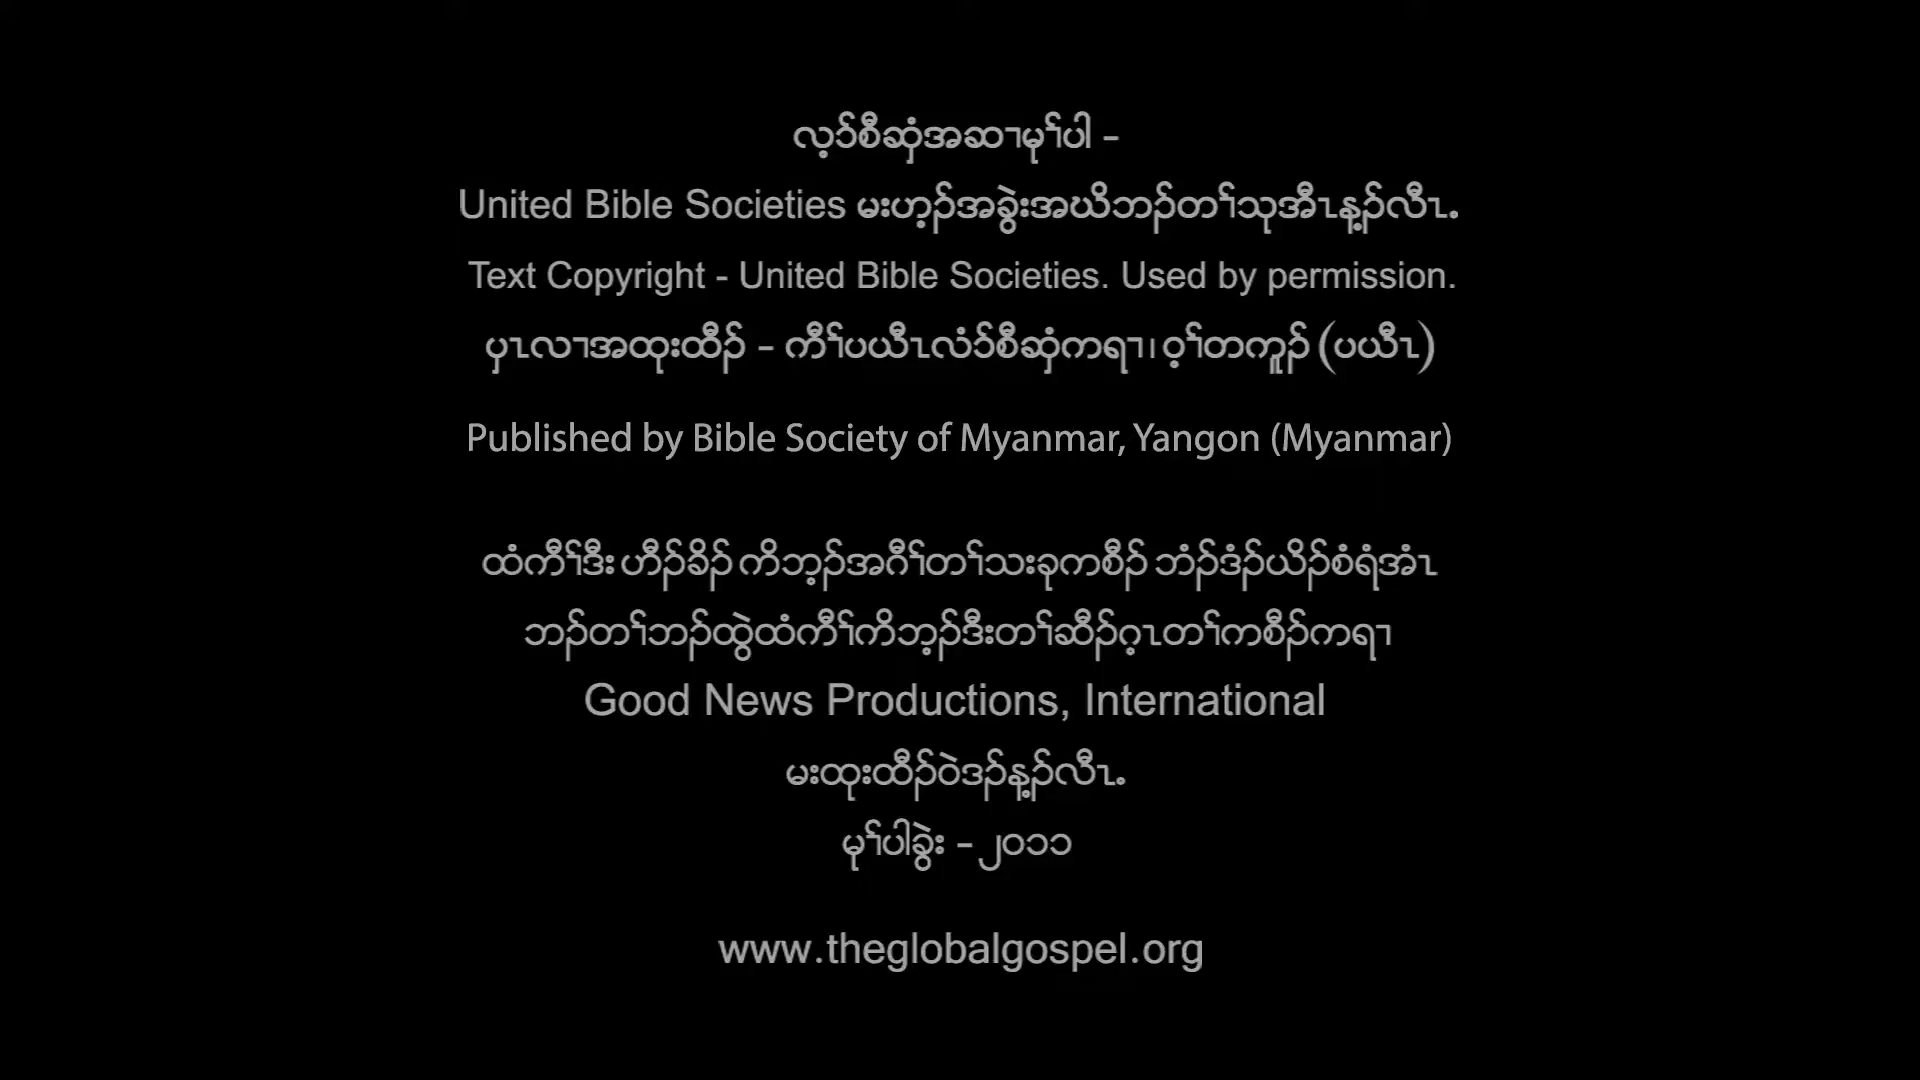 လ့ာ်စီဆှံအဆၢမုၢ်ပါ -
United Bible Societies မးဟ့ၣ်အခွဲးအဃိဘၣ်တၢ်သုအီၤန့ၣ်လီၤ.
Text Copyright - United Bible Societies. Used by permission.
ပှၤလၢအထုးထီၣ် - ကီၢ်ပယီၤလံာ်စီဆှံကရၢ၊ ဝ့ၢ်တကူၣ် (ပယီၤ)
Published by Bible Society of Myanmar, Yangon (Myanmar)
ထံကီၢ်ဒီး ဟီၣ်ခိၣ် ကိဘ့ၣ်အဂီၢ်တၢ်သးခုကစီၣ် ဘံၣ်ဒံၣ်ယိၣ်စံရံအံၤ
ဘၣ်တၢ်ဘၣ်ထွဲထံကီၢ်ကိဘ့ၣ်ဒီးတၢ်ဆီၣ်ဂ့ၤတၢ်ကစီၣ်ကရၢ
Good News Productions, International
မးထုးထီၣ်ဝဲဒၣ်န့ၣ်လီၤ.
မုၢ်ပါခွဲး -၂၀၁၁
www.theglobalgospel.org